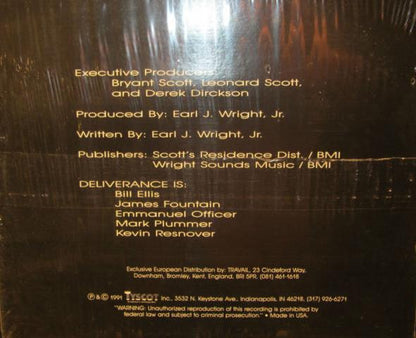 Executive Producers:
Bryant Scott, Leonard Scott,
and Derek Dirckson
Produced By: Earl J. Wright, Jr.
Written By: Earl J. Wright, Jr.
Publishers: Scott's Residence Dist. / BMI
Wright Sounds Music / BMI
DELIVERANCE IS:
Bill Ellis
James Fountain
Emmanuel Officer
Mark Plummer
Kevin Resnover
Exclusive European Distribution by: TRAVAIL, 23 Cindeford Way,
Downham, Bromley, Kent, England, BR1 5PR. (081) 461-1618
℗ & © 1991 TYSCOT Inc., 3532 N. Keystone Ave., Indianapolis, IN 46218, (317) 926-6271
"WARNING: Unauthorized reproduction of this recording is prohibited by
federal law and subject to criminal prosecution." • Made in USA.